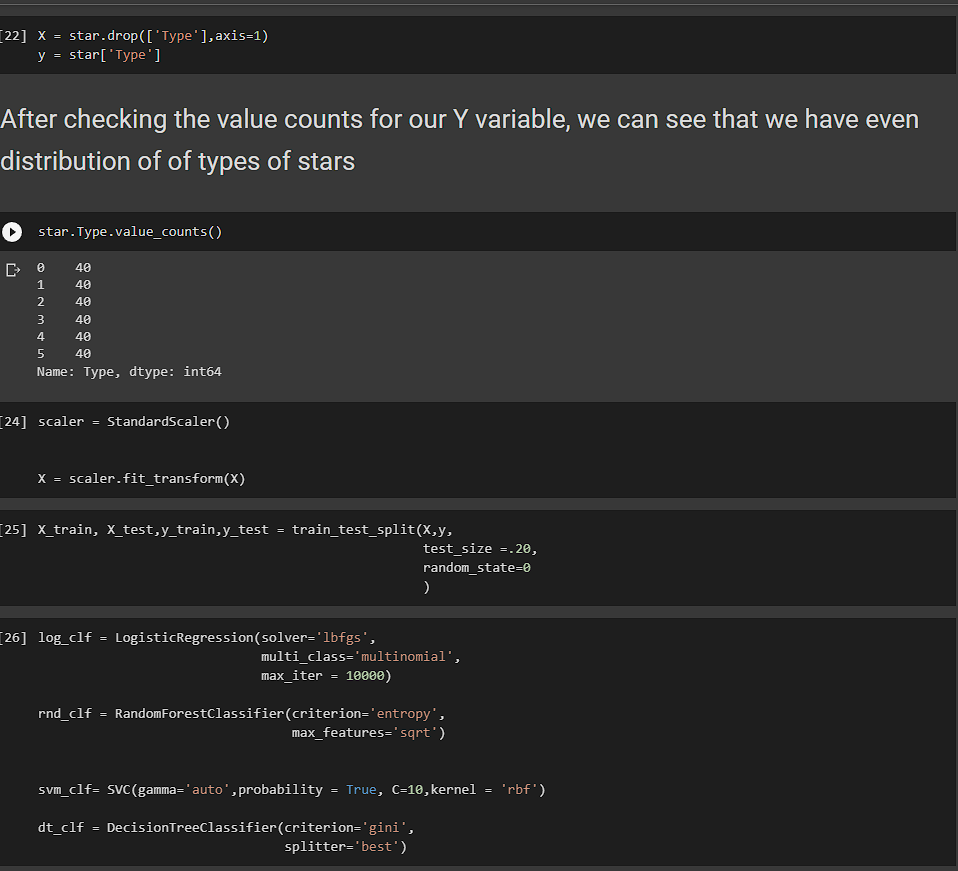 [22] X = star.drop(['Type'],axis=1)
y = star['Type']
After checking the value counts for our Y variable, we can see that we have even
distribution of of types of stars
star.Type.value_counts()
0    40
1    40
2    40
3    40
4    40
5    40
Name: Type, dtype: int64
[24] scaler = StandardScaler()
X = scaler.fit_transform(X)
[25] X_train, X_test,y_train,y_test = train_test_split(X,y,
test_size =.20,
random_state=0
)
[26] log_clf = LogisticRegression(solver='lbfgs',
multi_class='multinomial',
max_iter = 10000)
rnd_clf = RandomForestClassifier(criterion='entropy',
max_features='sqrt')
svm_clf= SVC(gamma='auto',probability = True, C=10,kernel = 'rbf')
dt_clf = DecisionTreeClassifier(criterion='gini',
splitter='best')